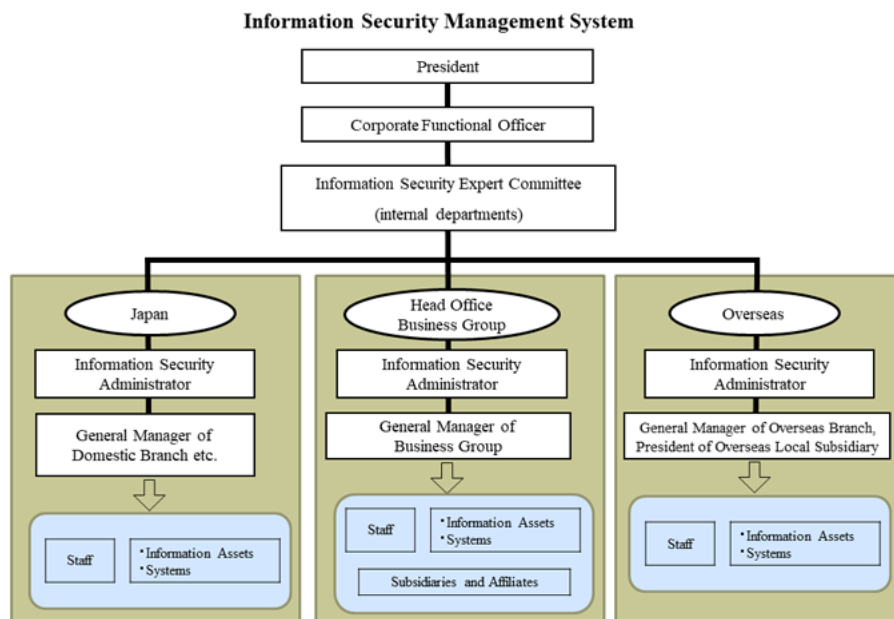 Information Security Management System
President
Corporate Functional Officer
Information Security Expert Committee
(internal departments)
Japan
Information Security
Administrator
General Manager of
Domestic Branch etc.
Staff
・Information Assets
・Systems
Head Office
Business Group
Information Security
Administrator
General Manager of
Business Group
Staff
・Information Assets
・Systems
Subsidiaries and Affiliates
Overseas
Information Security
Administrator
General Manager of Overseas Branch,
President of Overseas Local Subsidiary
Staff
・Information Assets
・Systems